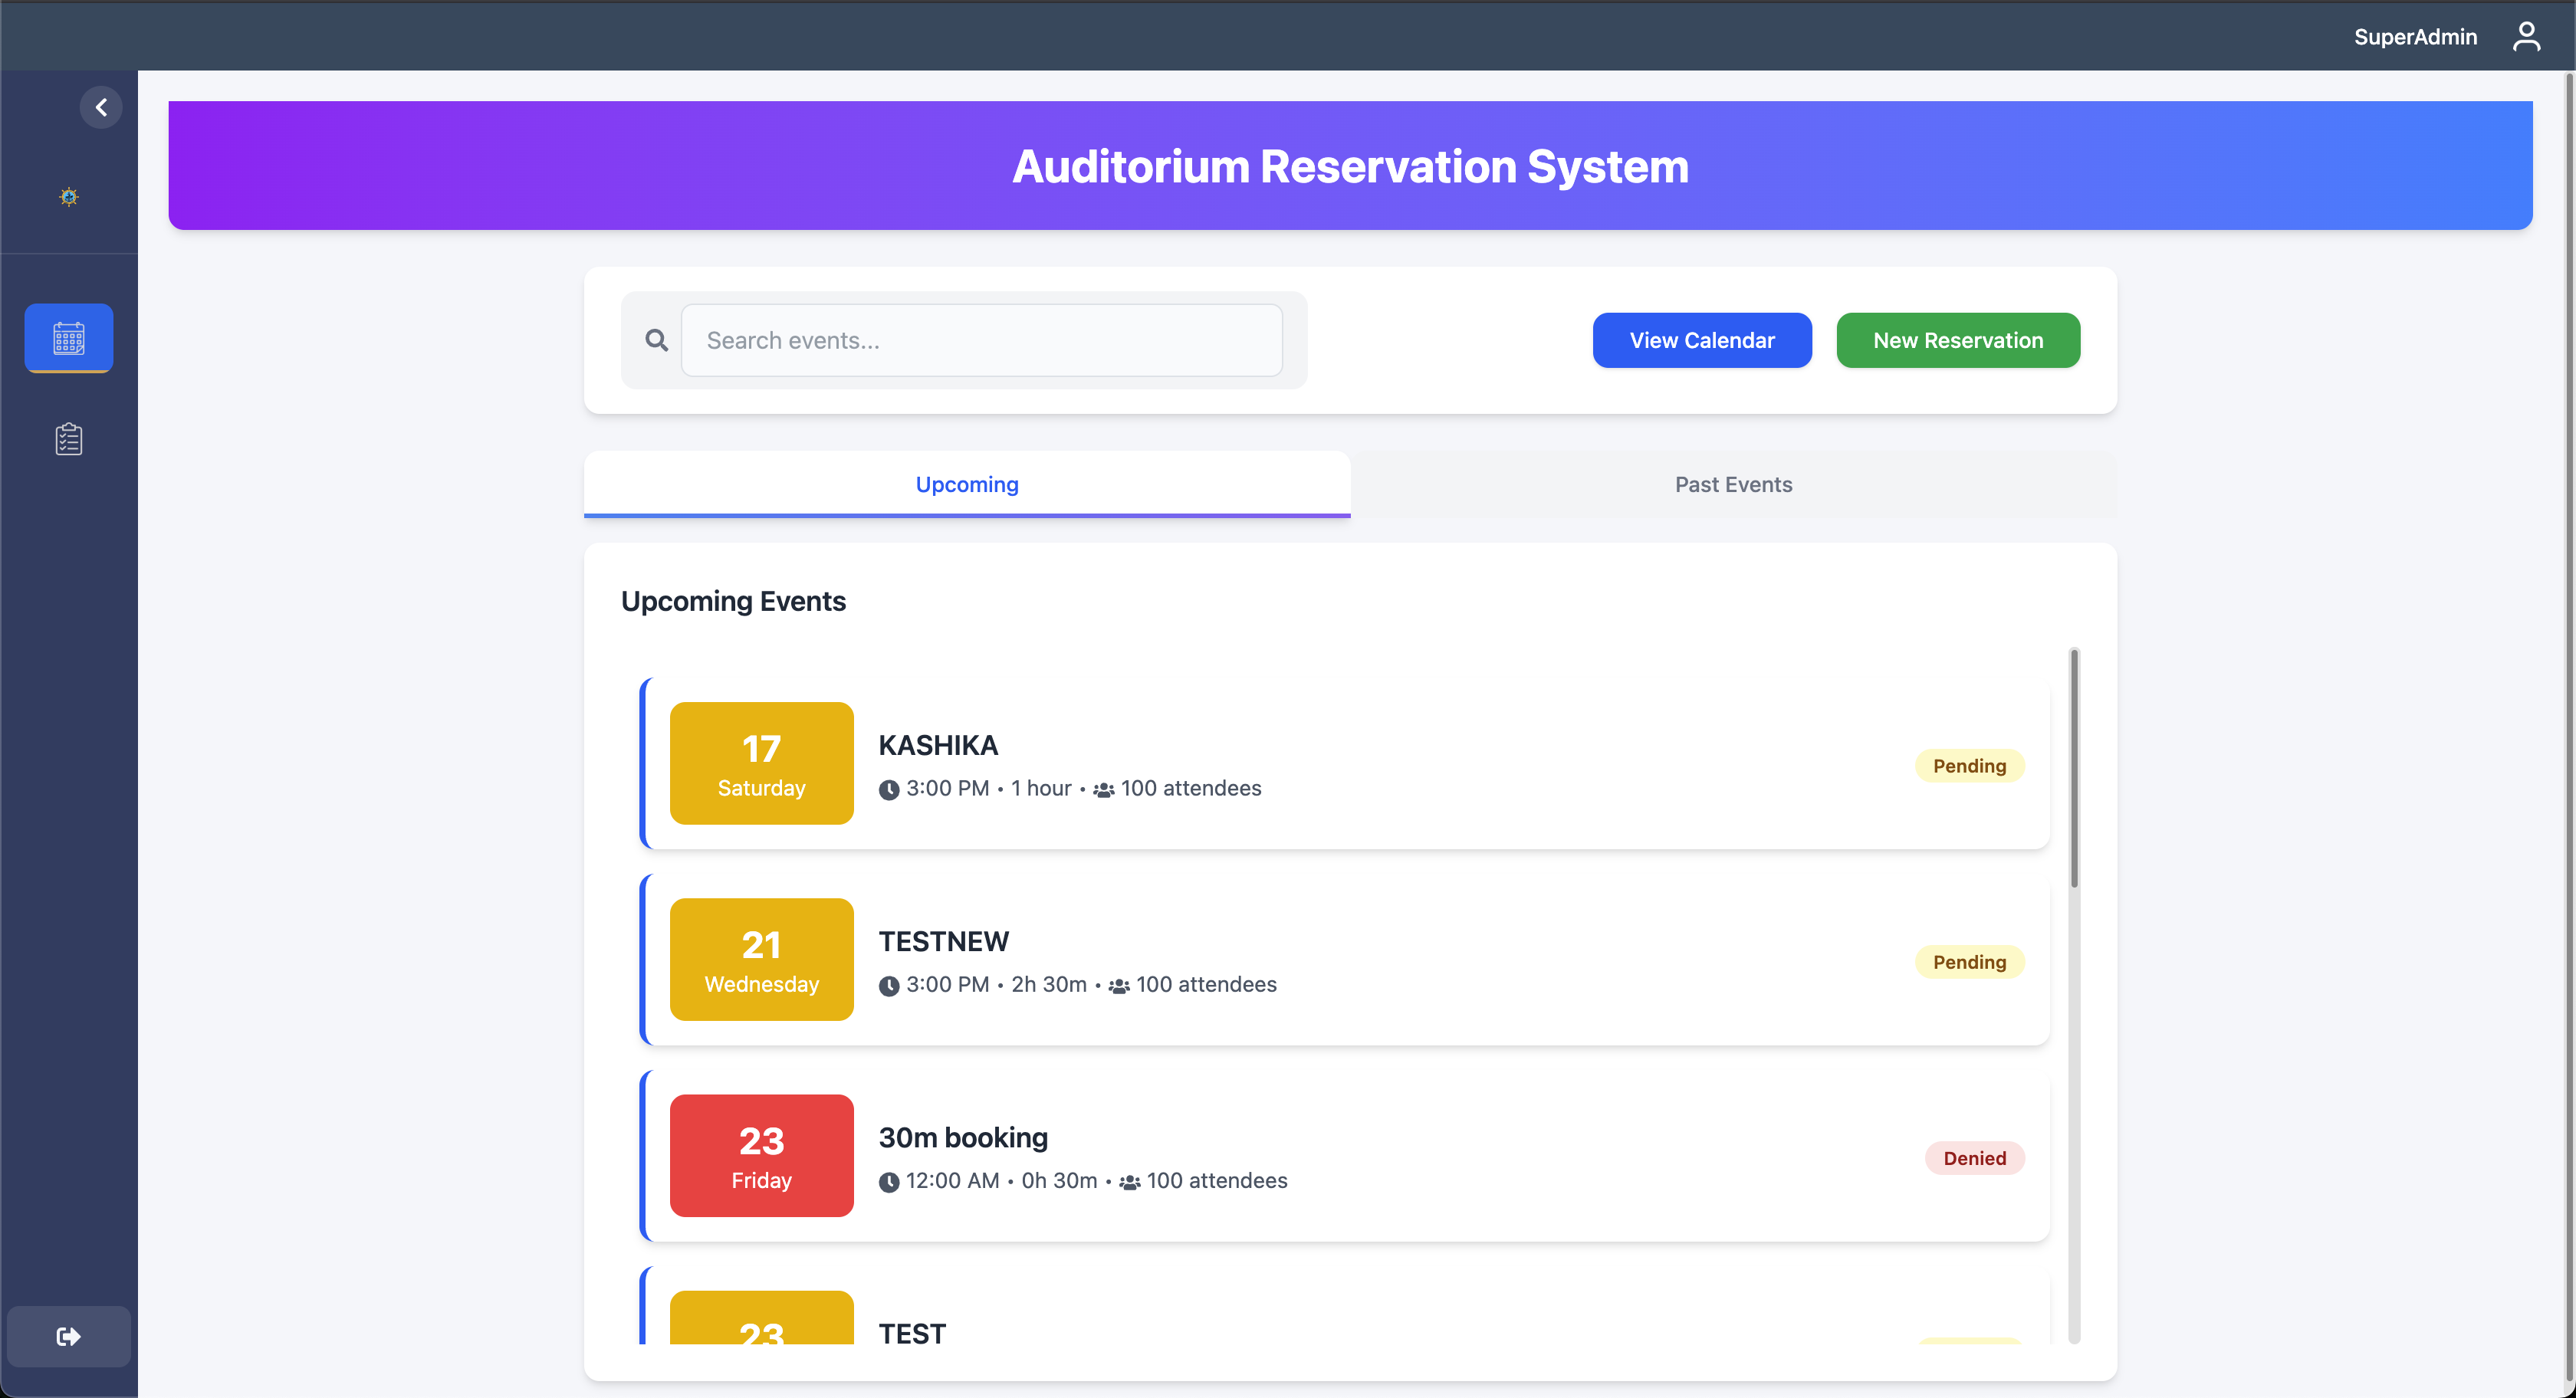 SuperAdmin
Auditorium Reservation System
Search events...
View Calendar
New Reservation
Upcoming
Past Events
Upcoming Events
17
Saturday
KASHIKA
3:00 PM • 1 hour • 100 attendees
Pending
21
Wednesday
TESTNEW
3:00 PM • 2h 30m • 100 attendees
Pending
23
Friday
30m booking
12:00 AM • 0h 30m • 100 attendees
Denied
23
TEST